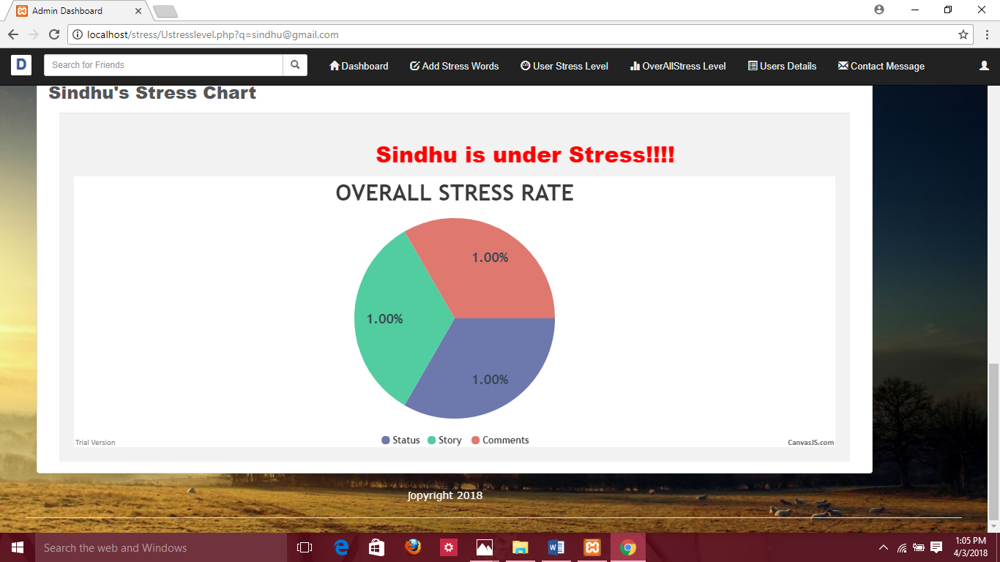 Admin Dashboard
localhost/stress/Ustresslevel.php?q=sindhu@gmail.com
D
Search for Friends
Dashboard
Add Stress Words
User Stress Level
OverAllStress Level
Users Details
Contact Message
Sindhu's Stress Chart
Sindhu is under Stress!!!!
OVERALL STRESS RATE
1.00%
1.00%
1.00%
Status
Story
Comments
Trial Version
CanvasJS.com
opyright 2018
Search the web and Windows
1:05 PM
4/3/2018